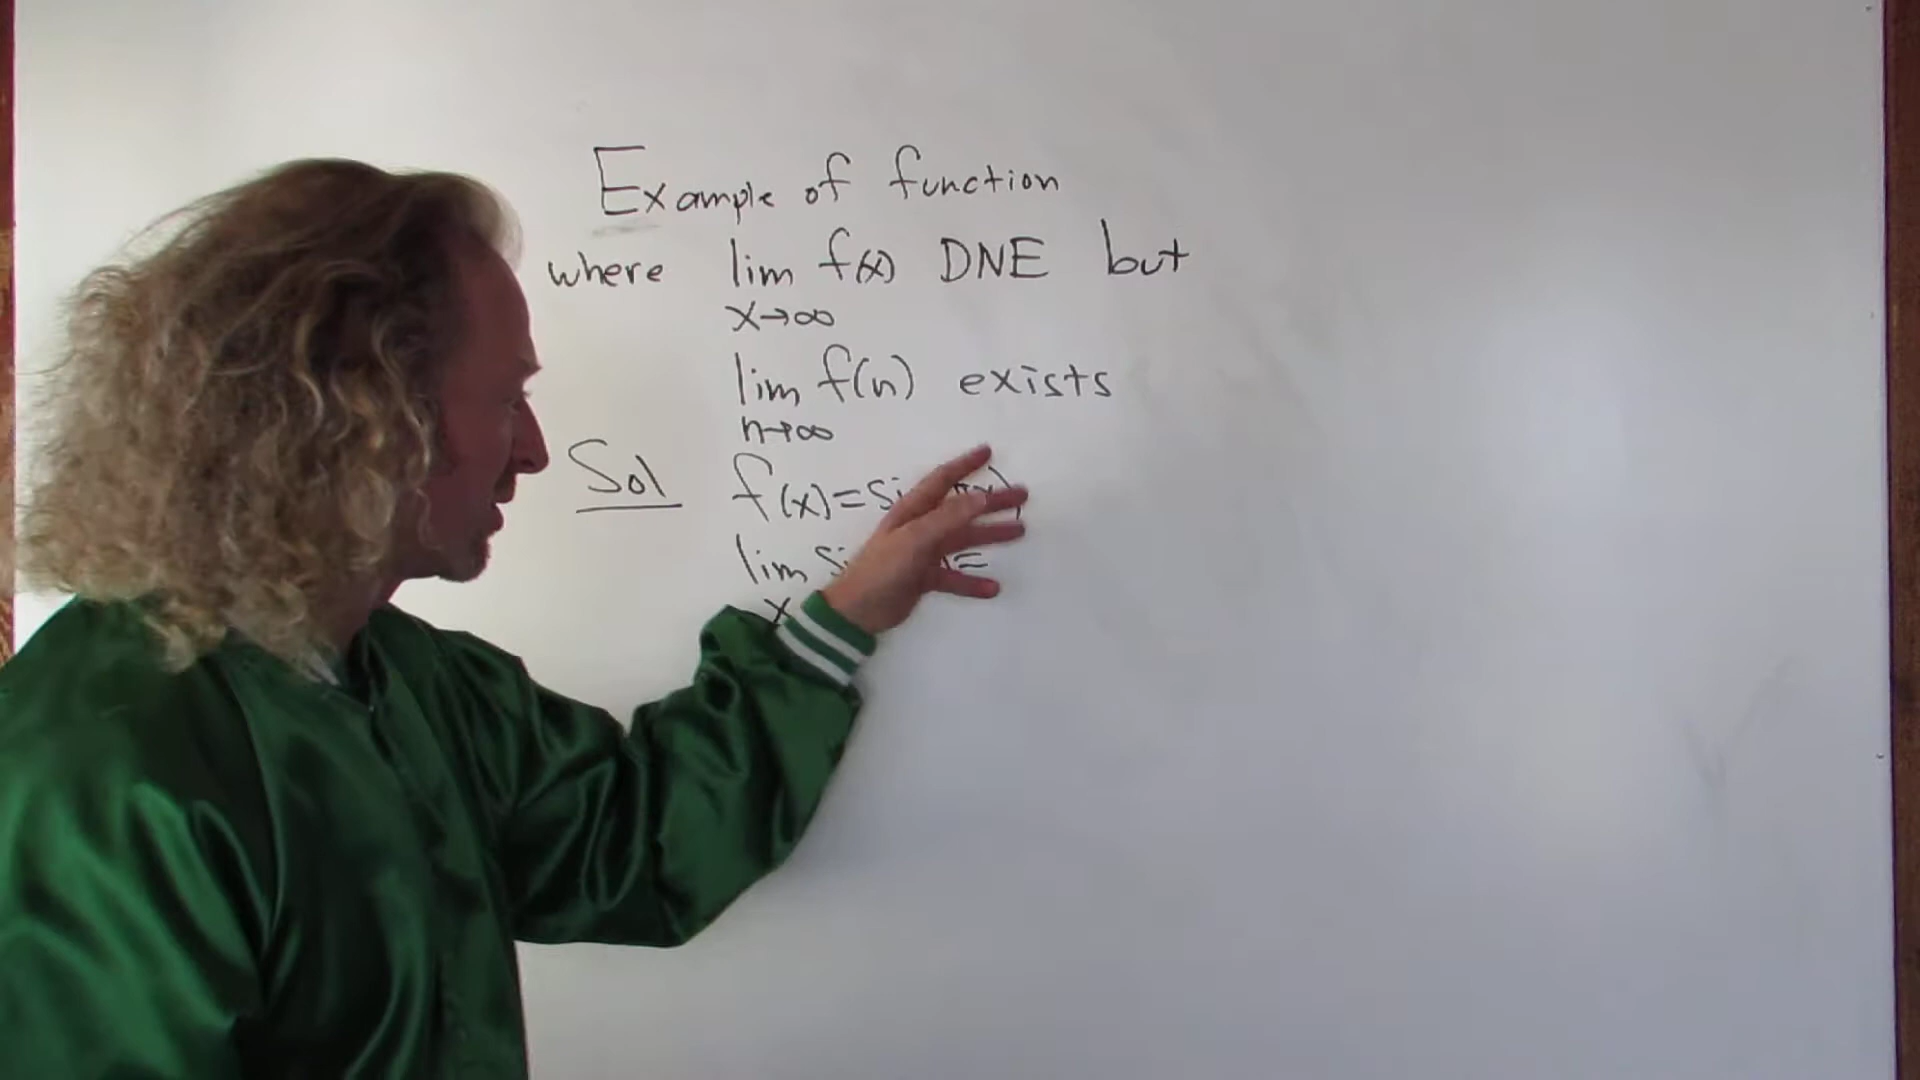 Example of function
where lim f(x) DNE but
x→∞
lim f(n) exists
n→∞
Sol f(x)=
lim
x